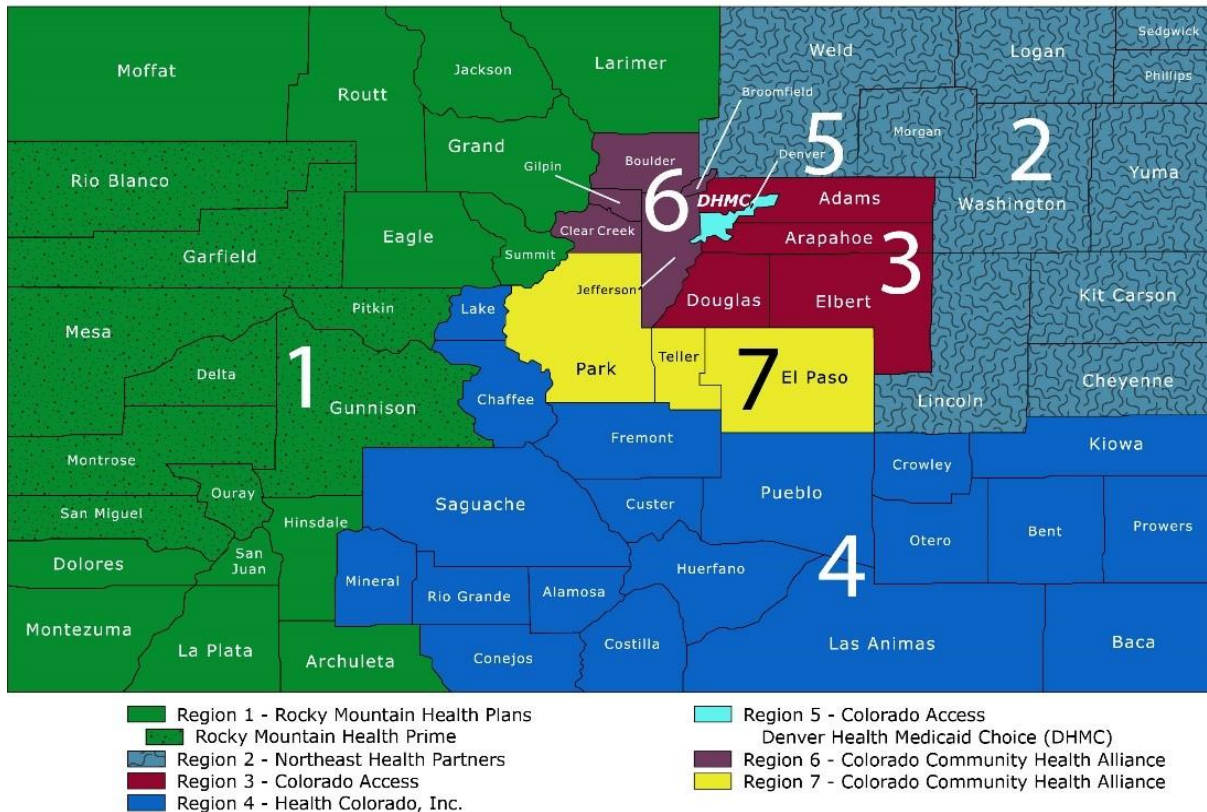 Moffat
Routt
Jackson
Larimer
Weld
Logan
Sedgwick
Phillips
Broomfield
Grand
Morgan
2
5
Denver
Rio Blanco
Gilpin
Boulder
6
Yuma
DHMC
Adams
Washington
Clear Creek
Eagle
Arapahoe
Garfield
Summit
3
Jefferson
Douglas
Elbert
Kit Carson
Pitkin
Lake
Mesa
1
Delta
Park
Teller
7
El Paso
Cheyenne
Gunnison
Chaffee
Lincoln
Fremont
Kiowa
Montrose
Crowley
Ouray
Saguache
Custer
Pueblo
San Miguel
Hinsdale
Otero
Bent
Prowers
Dolores
San
Juan
Mineral
Huerfano
4
Rio Grande
Alamosa
Montezuma
La Plata
Archuleta
Conejos
Costilla
Las Animas
Baca
Region 1 - Rocky Mountain Health Plans
Rocky Mountain Health Prime
Region 2 - Northeast Health Partners
Region 3 - Colorado Access
Region 4 - Health Colorado, Inc.
Region 5 - Colorado Access
Denver Health Medicaid Choice (DHMC)
Region 6 - Colorado Community Health Alliance
Region 7 - Colorado Community Health Alliance